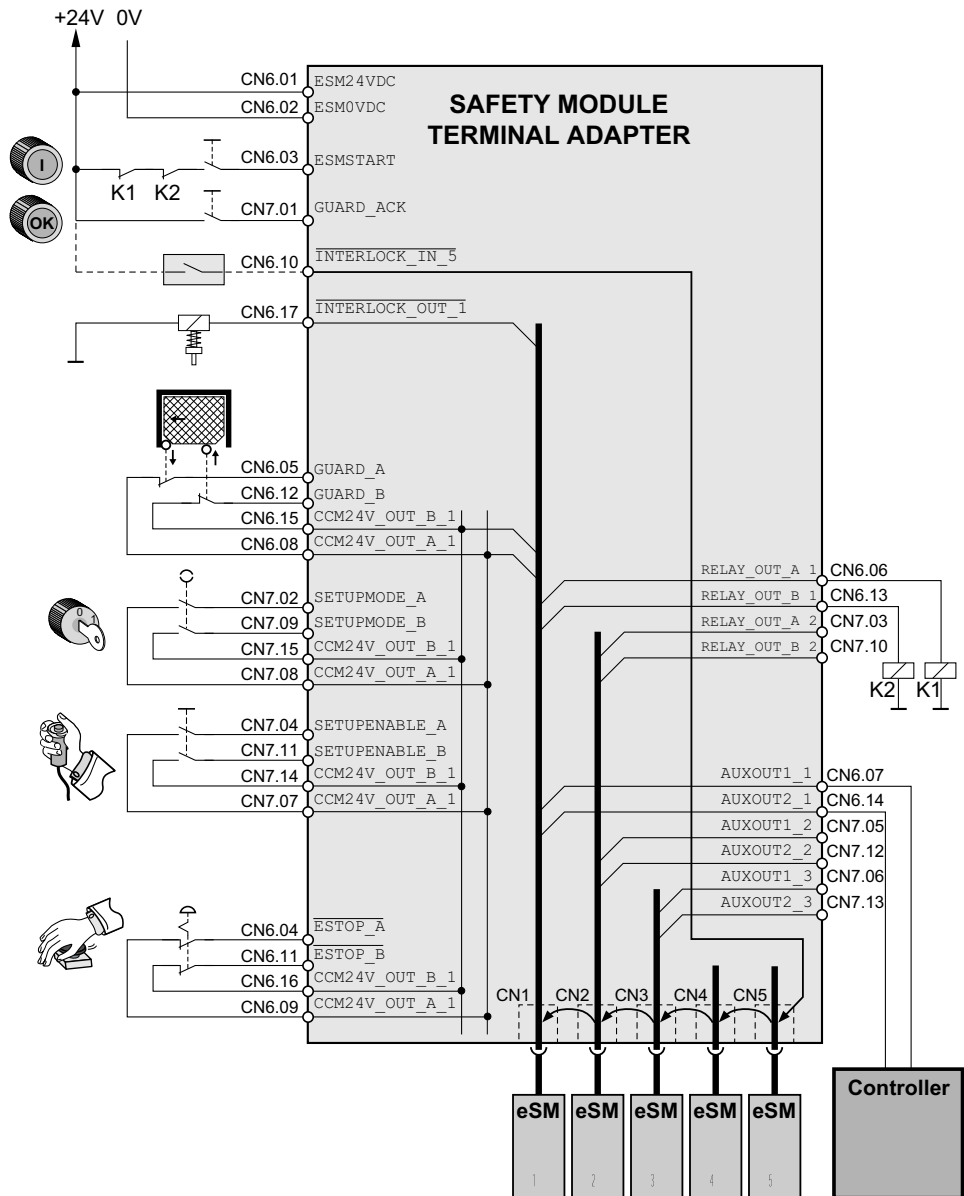 +24V 0V
CN6.01 ESM24VDC
CN6.02 ESM0VDC
SAFETY MODULE
TERMINAL ADAPTER
I
CN6.03 ESMSTART
K1 K2
OK
CN7.01 GUARD_ACK
CN6.10 INTERLOCK_IN_5
CN6.17 INTERLOCK_OUT_1
CN6.05 GUARD_A
CN6.12 GUARD_B
CN6.15 CCM24V_OUT_B_1
CN6.08 CCM24V_OUT_A_1
RELAY_OUT_A 1 CN6.06
RELAY_OUT_B 1 CN6.13
RELAY_OUT_A 2 CN7.03
RELAY_OUT_B 2 CN7.10
K2 K1
0 1
CN7.02 SETUPMODE_A
CN7.09 SETUPMODE_B
CN7.15 CCM24V_OUT_B_1
CN7.08 CCM24V_OUT_A_1
CN7.04 SETUPENABLE_A
CN7.11 SETUPENABLE_B
CN7.14 CCM24V_OUT_B_1
CN7.07 CCM24V_OUT_A_1
AUXOUT1_1 CN6.07
AUXOUT2_1 CN6.14
AUXOUT1_2 CN7.05
AUXOUT2_2 CN7.12
AUXOUT1_3 CN7.06
AUXOUT2_3 CN7.13
CN6.04 ESTOP_A
CN6.11 ESTOP_B
CN6.16 CCM24V_OUT_B_1
CN6.09 CCM24V_OUT_A_1
CN1 CN2 CN3 CN4 CN5
eSM eSM eSM eSM eSM
1 2 3 4 5
Controller